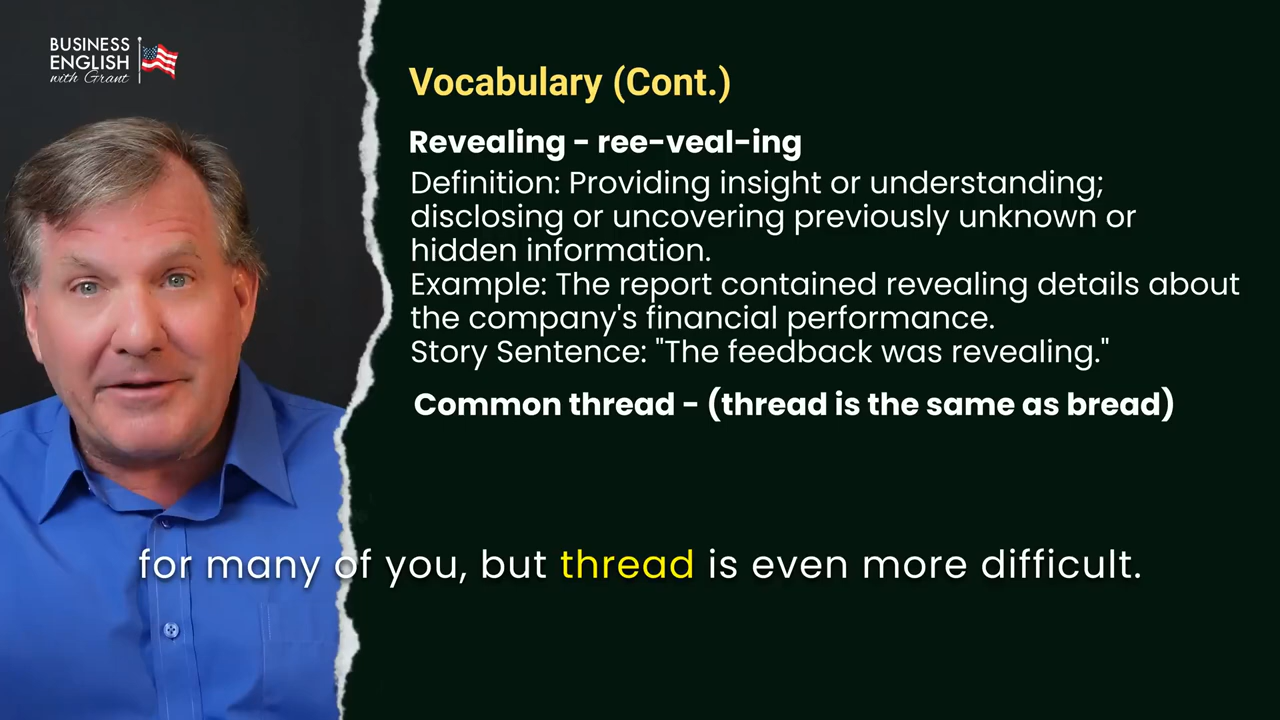 BUSINESS
ENGLISH
with Grant
Vocabulary (Cont.)
Revealing - ree-veal-ing
Definition: Providing insight or understanding;
disclosing or uncovering previously unknown or
hidden information.
Example: The report contained revealing details about
the company's financial performance.
Story Sentence: "The feedback was revealing."
Common thread - (thread is the same as bread)
for many of you, but thread is even more difficult.